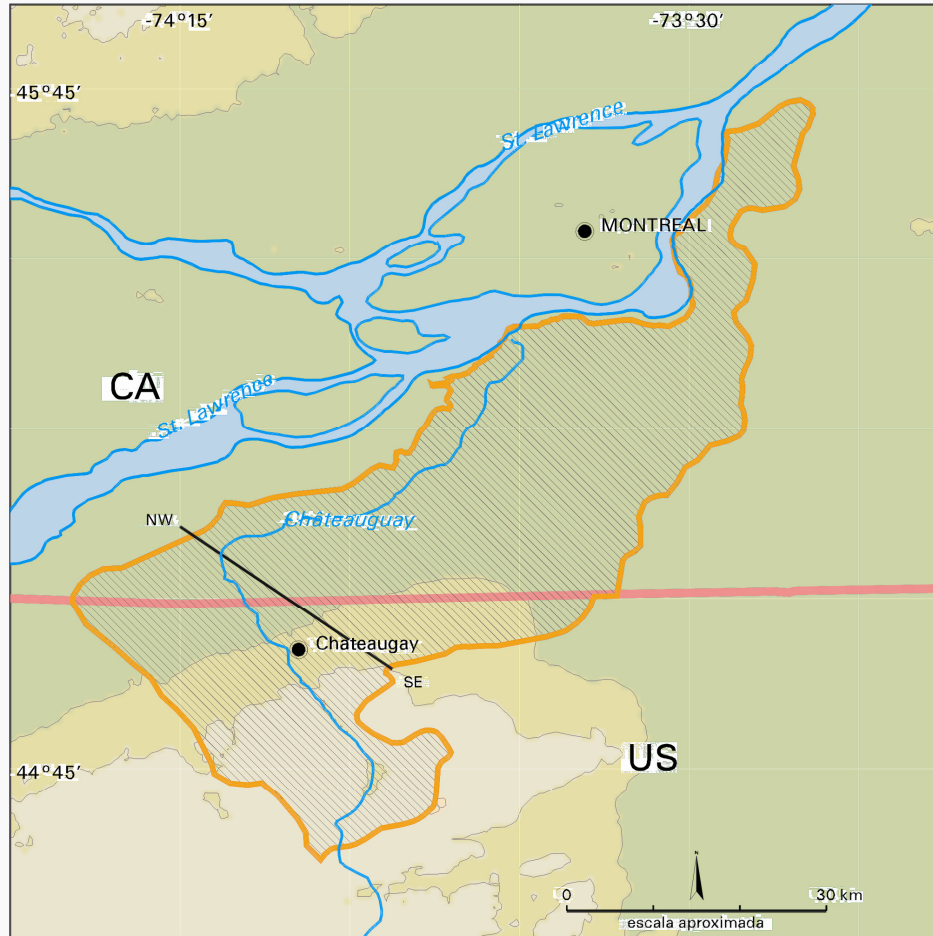 -74°15'
-73°30'
45°45'
St. Lawrence
MONTREAL
CA
St. Lawrence
NW
Châteauguay
Chateaugay
SE
US
44°45'
N
0
30 km
escala aproximada